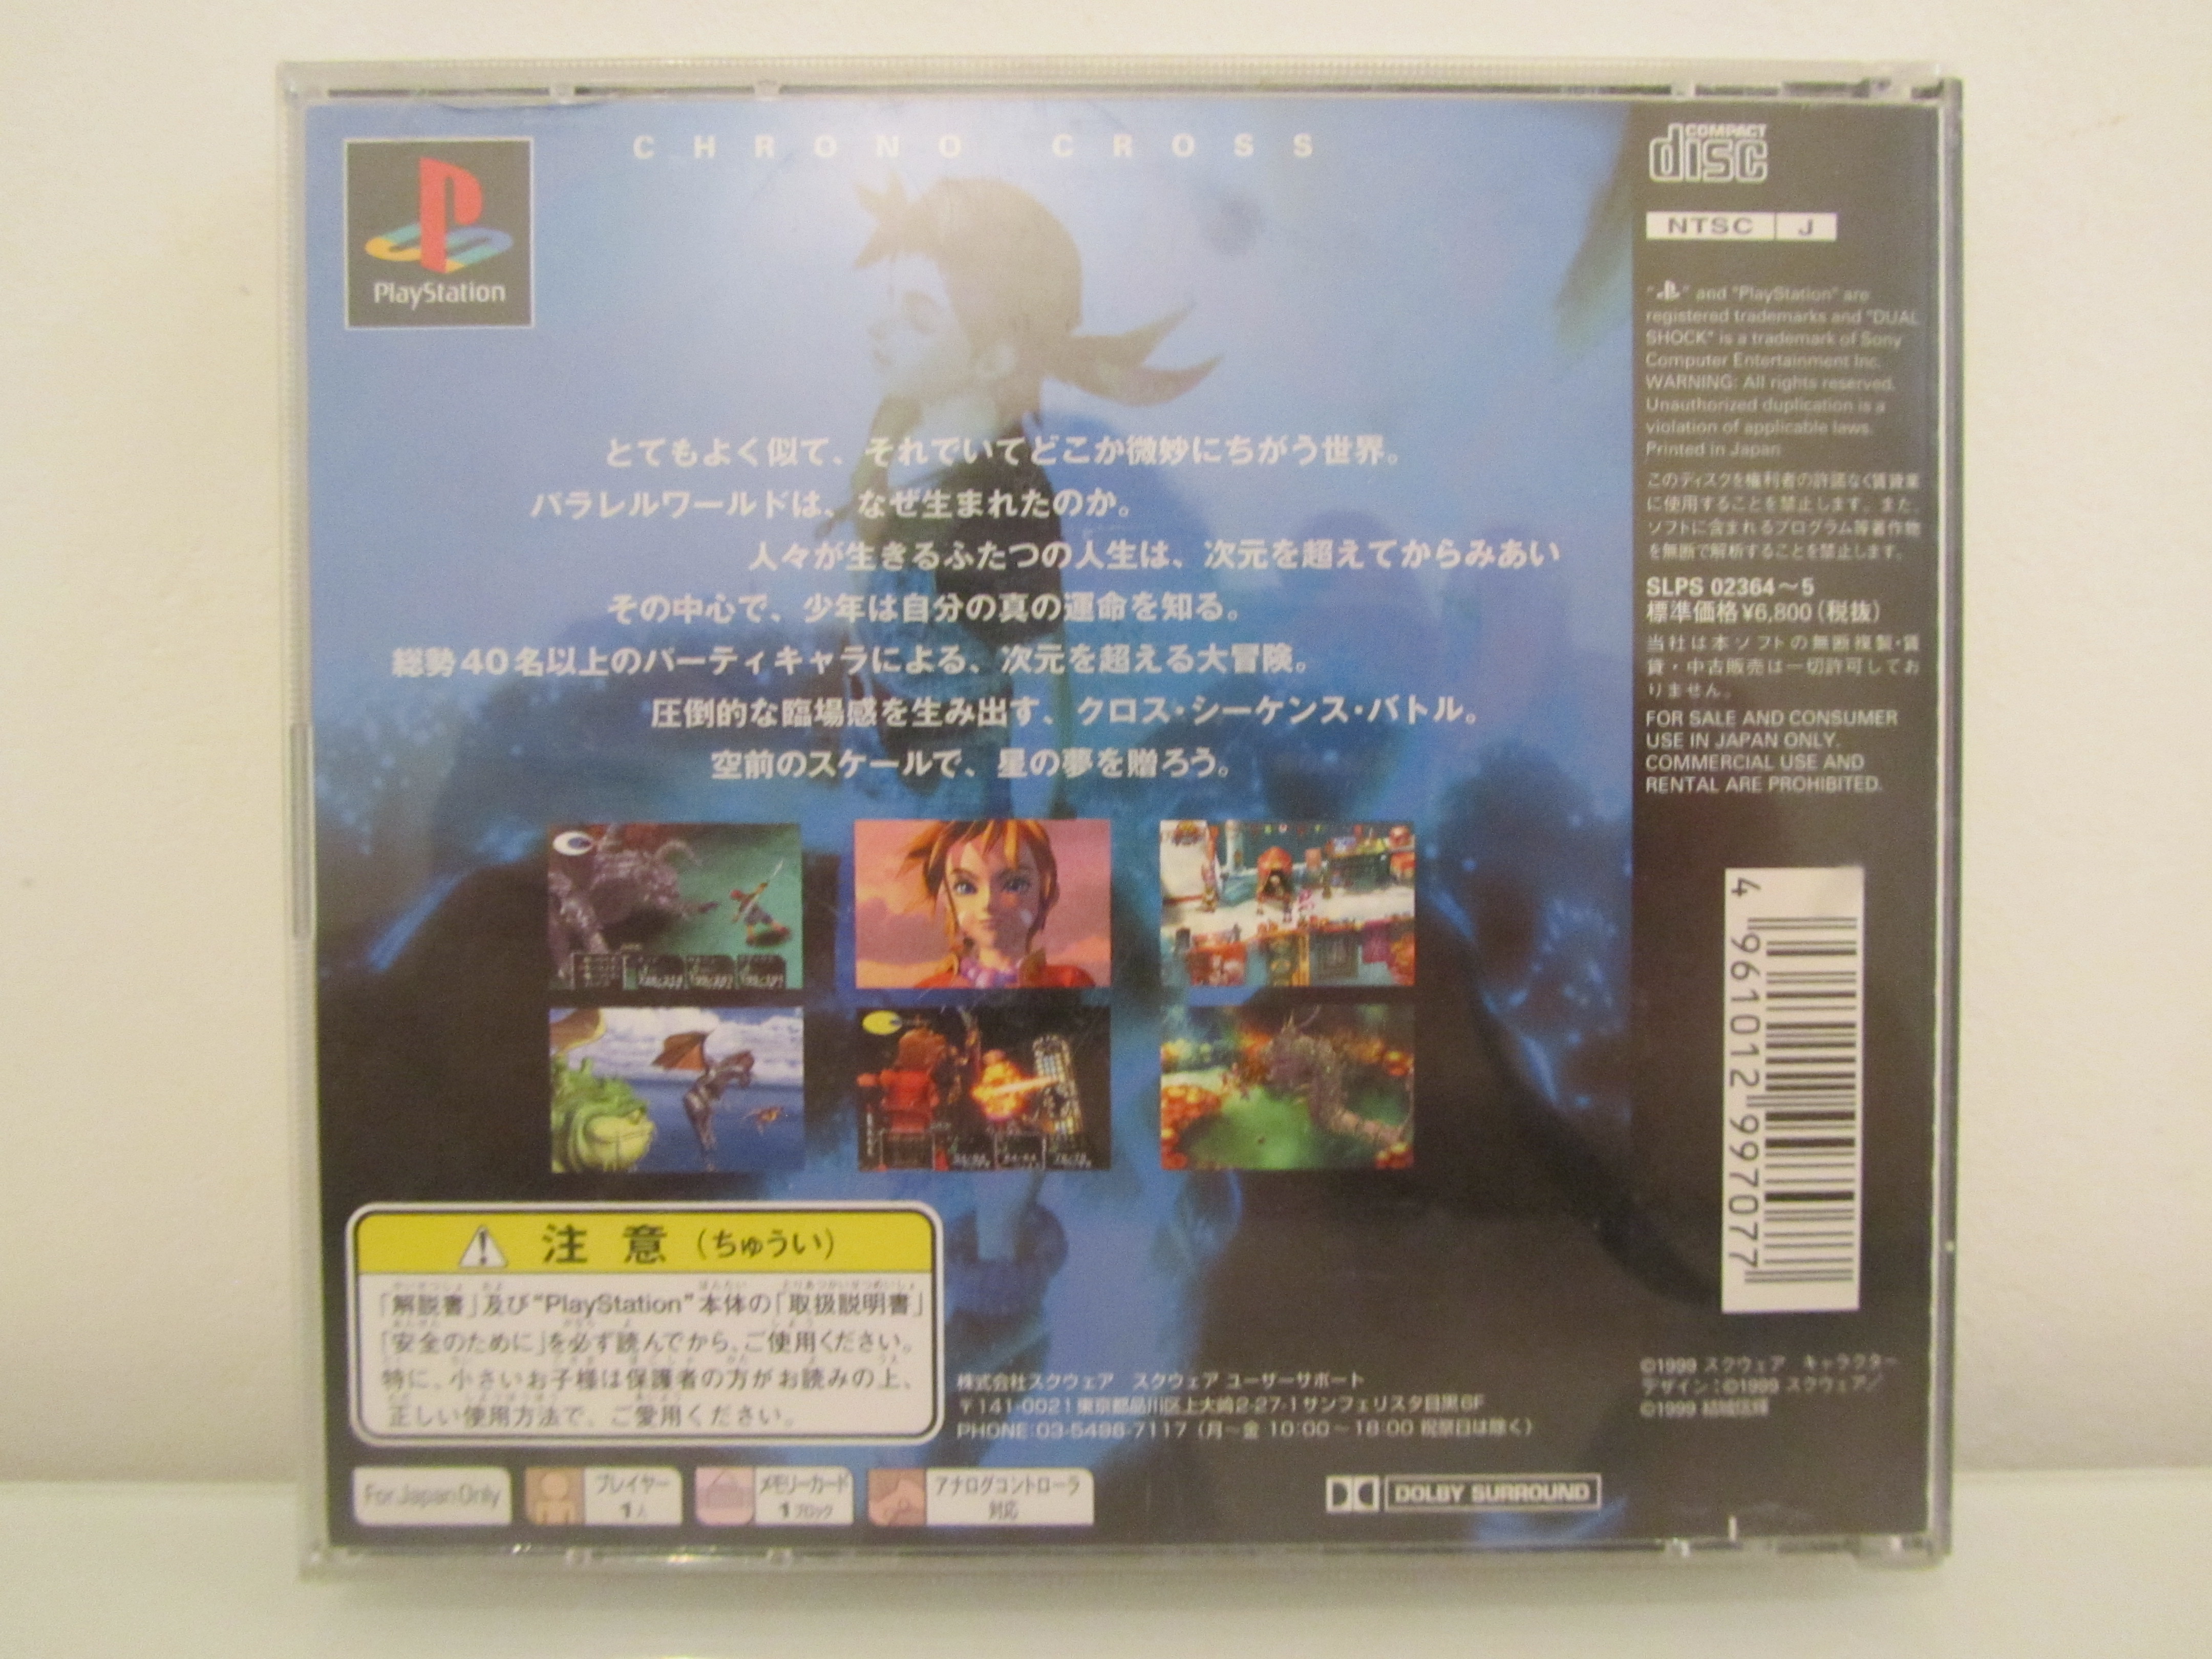 CHRONO CROSS
PlayStation
とてもよく似て、それでいてどこか微妙にちがう世界。
パラレルワールドは、なぜ生まれたのか。
人々が生きるふたつの人生は、次元を超えてからみあい
その中心で、少年は自分の真の運命を知る。
総勢40名以上のパーティキャラによる、次元を超える大冒険。
圧倒的な臨場感を生み出す、クロス・シーケンス・バトル。
空前のスケールで、星の夢を贈ろう。
COMPACT
disc
NTSC J
" " and "PlayStation" are
registered trademarks and "DUAL
SHOCK" is a trademark of Sony
Computer Entertainment Inc.
WARNING: All rights reserved.
Unauthorized duplication is a
violation of applicable laws.
Printed in Japan
このディスクを権利者の許諾なく賃貸業
に使用することを禁止します。また、
ソフトに含まれるプログラム等著作物
を無断で解析することを禁止します。
SLPS 02364～5
標準価格¥6,800(税抜)
当社は本ソフトの無断複製・賃
貸・中古販売は一切許可してお
りません。
FOR SALE AND CONSUMER
USE IN JAPAN ONLY.
COMMERCIAL USE AND
RENTAL ARE PROHIBITED.
4 961012 997077
©1999 スクウェア キャラクター
デザイン:©1999 スクウェア/
©1999 結城信輝
注意(ちゅうい)
「解説書」及び"PlayStation"本体の「取扱説明書」
「安全のために」を必ず読んでから、ご使用ください。
特に、小さいお子様は保護者の方がお読みの上、
正しい使用方法で、ご愛用ください。
株式会社スクウェア スクウェア ユーザーサポート
〒141-0021 東京都品川区上大崎2-27-1サンフェリスタ目黒6F
PHONE:03-5496-7117 (月～金 10:00～18:00 祝祭日は除く)
For Japan Only
プレイヤー
1人
メモリーカード
1ブロック
アナログコントローラ
対応
DOLBY SURROUND